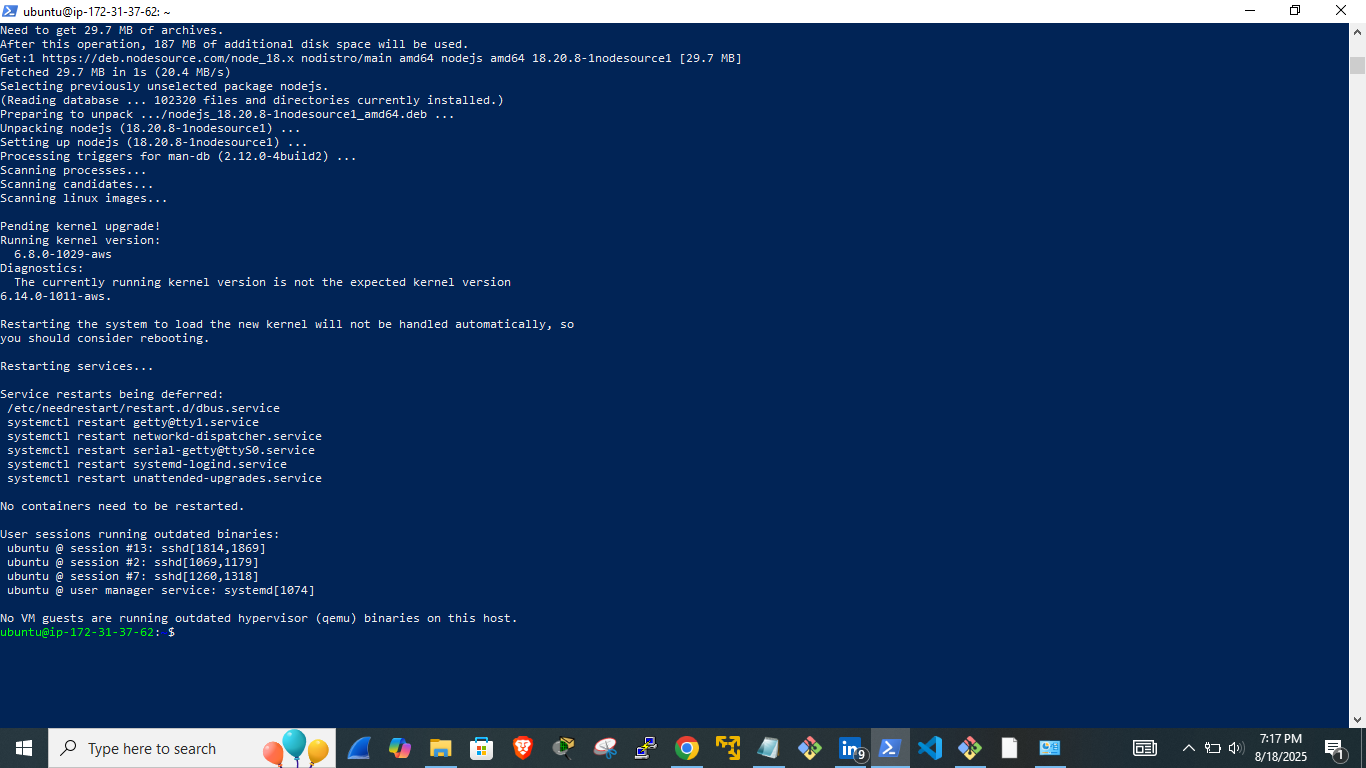 ubuntu@ip-172-31-37-62: ~
Need to get 29.7 MB of archives.
After this operation, 187 MB of additional disk space will be used.
Get:1 https://deb.nodesource.com/node_18.x nodistro/main amd64 nodejs amd64 18.20.8-1nodesource1 [29.7 MB]
Fetched 29.7 MB in 1s (20.4 MB/s)
Selecting previously unselected package nodejs.
(Reading database ... 102320 files and directories currently installed.)
Preparing to unpack .../nodejs_18.20.8-1nodesource1_amd64.deb ...
Unpacking nodejs (18.20.8-1nodesource1) ...
Setting up nodejs (18.20.8-1nodesource1) ...
Processing triggers for man-db (2.12.0-4build2) ...
Scanning processes...
Scanning candidates...
Scanning linux images...
Pending kernel upgrade!
Running kernel version:
  6.8.0-1029-aws
Diagnostics:
  The currently running kernel version is not the expected kernel version
6.14.0-1011-aws.
Restarting the system to load the new kernel will not be handled automatically, so
you should consider rebooting.
Restarting services...
Service restarts being deferred:
 /etc/needrestart/restart.d/dbus.service
 systemctl restart getty@tty1.service
 systemctl restart networkd-dispatcher.service
 systemctl restart serial-getty@ttyS0.service
 systemctl restart systemd-logind.service
 systemctl restart unattended-upgrades.service
No containers need to be restarted.
User sessions running outdated binaries:
 ubuntu @ session #13: sshd[1814,1869]
 ubuntu @ session #2: sshd[1069,1179]
 ubuntu @ session #7: sshd[1260,1318]
 ubuntu @ user manager service: systemd[1074]
No VM guests are running outdated hypervisor (qemu) binaries on this host.
ubuntu@ip-172-31-37-62:~$
Type here to search
in
9
7:17 PM
8/18/2025
1